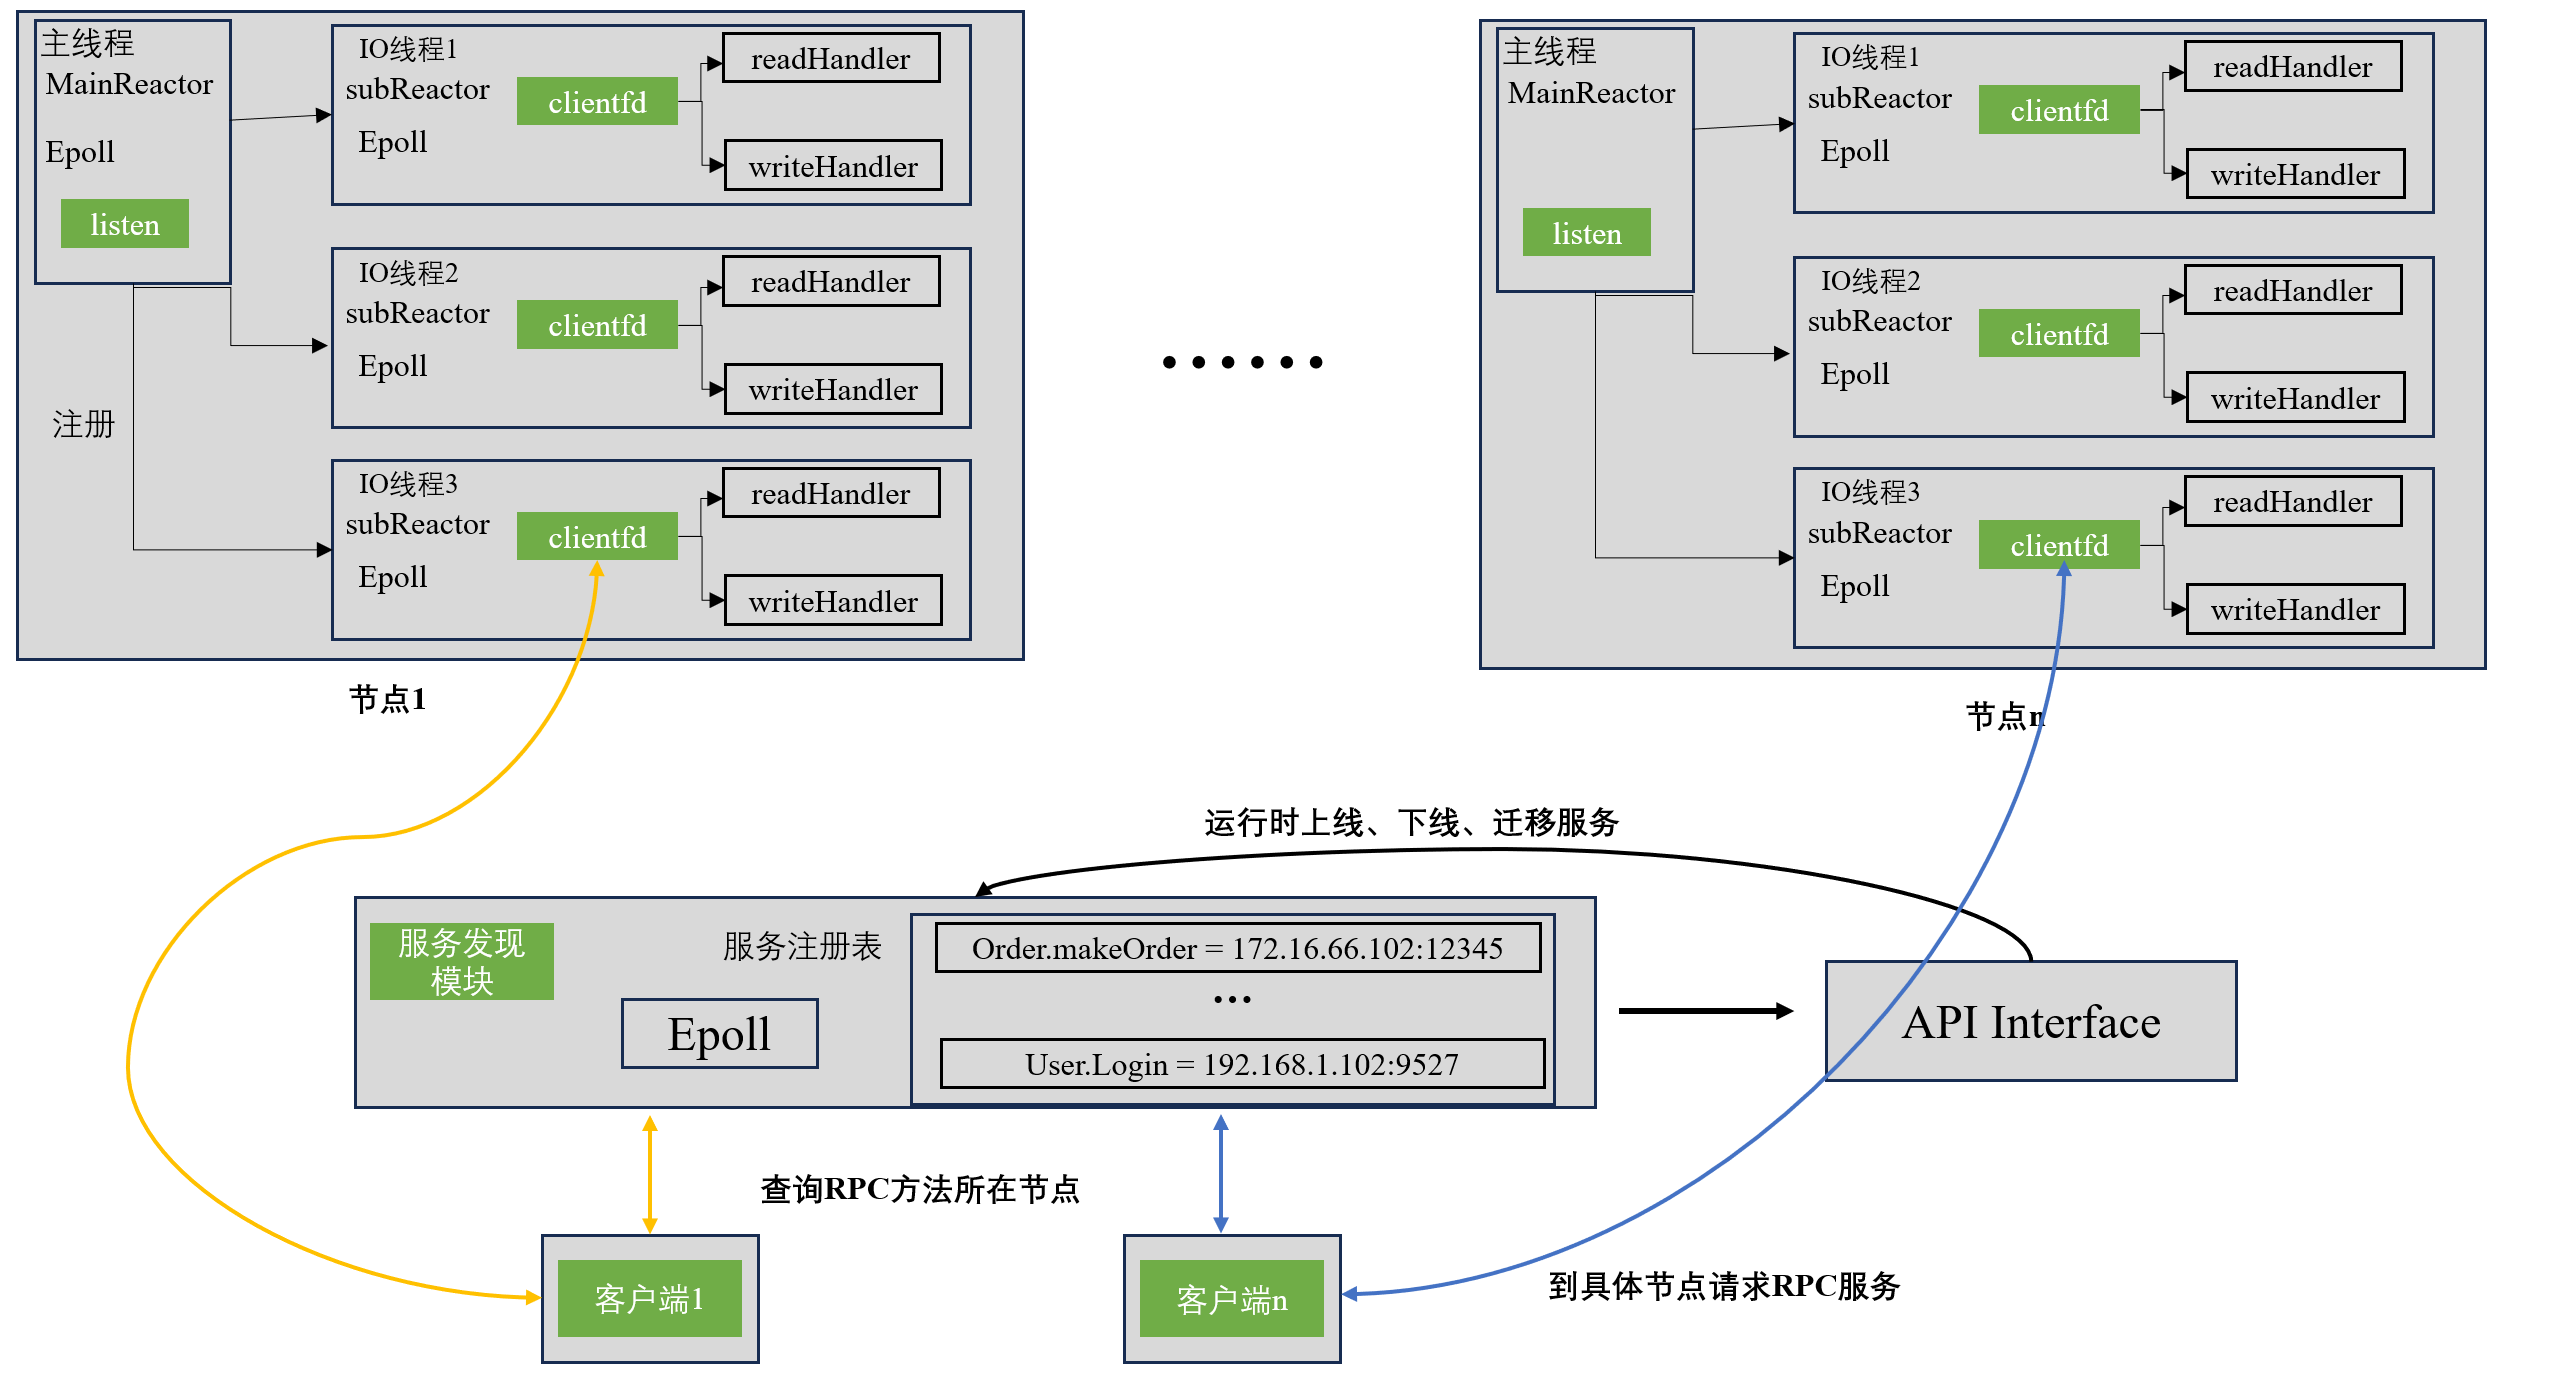 主线程
MainReactor
Epoll
listen
注册
IO线程1
subReactor
Epoll
clientfd
readHandler
writeHandler
IO线程2
subReactor
Epoll
clientfd
readHandler
writeHandler
IO线程3
subReactor
Epoll
clientfd
readHandler
writeHandler
节点1
......
主线程
MainReactor
listen
IO线程1
subReactor
Epoll
clientfd
readHandler
writeHandler
IO线程2
subReactor
Epoll
clientfd
readHandler
writeHandler
IO线程3
subReactor
Epoll
clientfd
readHandler
writeHandler
节点n
运行时上线、下线、迁移服务
服务发现
模块
服务注册表
Epoll
Order.makeOrder = 172.16.66.102:12345
...
User.Login = 192.168.1.102:9527
API Interface
查询RPC方法所在节点
客户端1
客户端n
到具体节点请求RPC服务